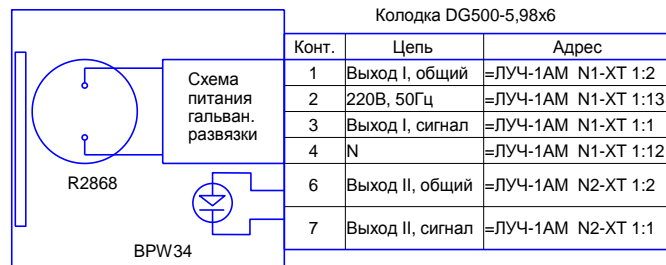 Колодка DG500-5,98x6
Конт. Цепь Адрес
1 Выход I, общий =ЛУЧ-1АМ N1-XT 1:2
2 220В, 50Гц =ЛУЧ-1АМ N1-XT 1:13
3 Выход I, сигнал =ЛУЧ-1АМ N1-XT 1:1
4 N =ЛУЧ-1АМ N1-XT 1:12
6 Выход II, общий =ЛУЧ-1АМ N2-XT 1:2
7 Выход II, сигнал =ЛУЧ-1АМ N2-XT 1:1
Схема
питания
гальван.
развязки
R2868
BPW34